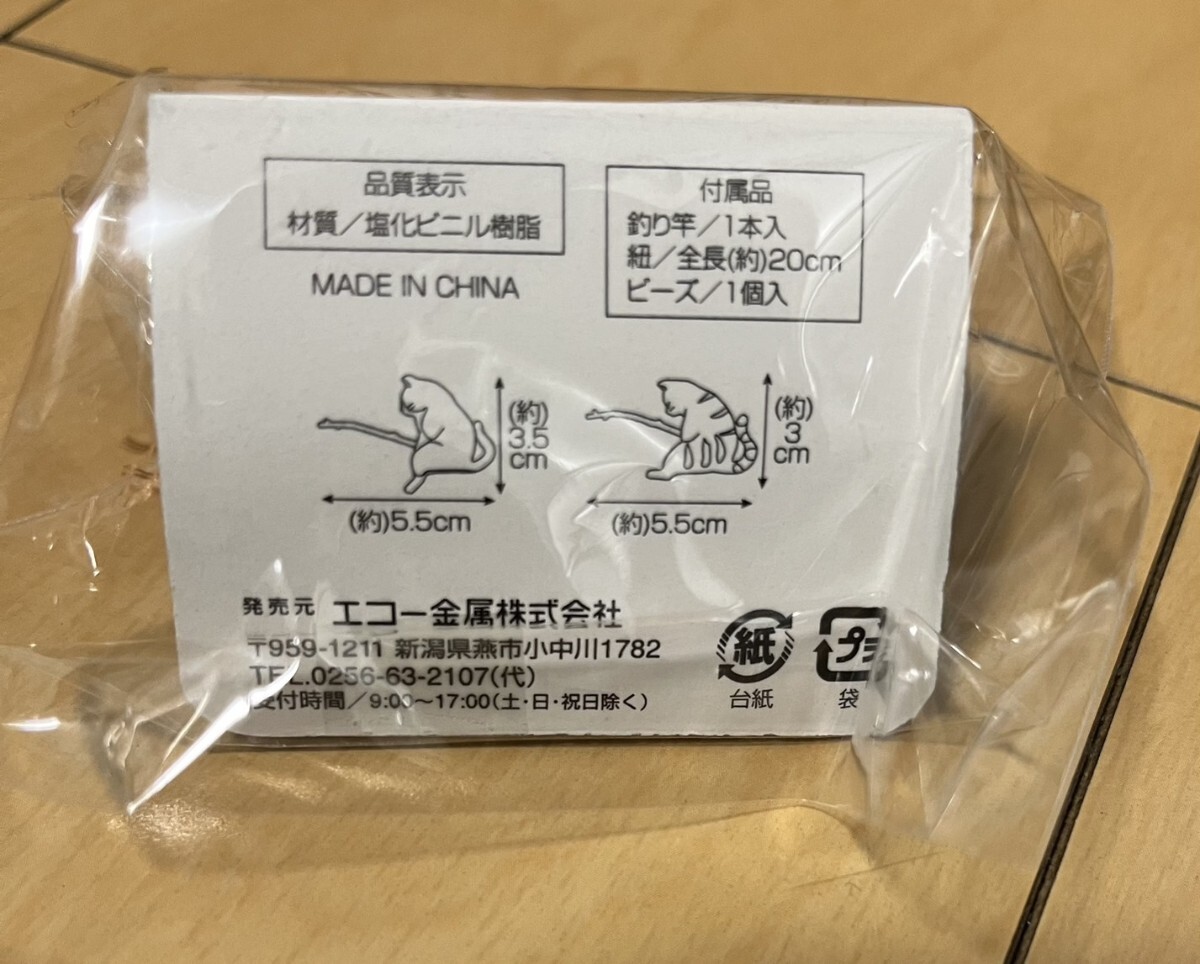 品質表示
材質／塩化ビニル樹脂
MADE IN CHINA
付属品
釣り竿／1本入
紐／全長(約)20cm
ビーズ／1個入
(約)
3.5
cm
(約)5.5cm
(約)
3
cm
(約)5.5cm
発売元 エコー金属株式会社
〒959-1211 新潟県燕市小中川1782
TEL.0256-63-2107(代)
受付時間／9:00～17:00(土・日・祝日除く)
紙
台紙
プラ
袋